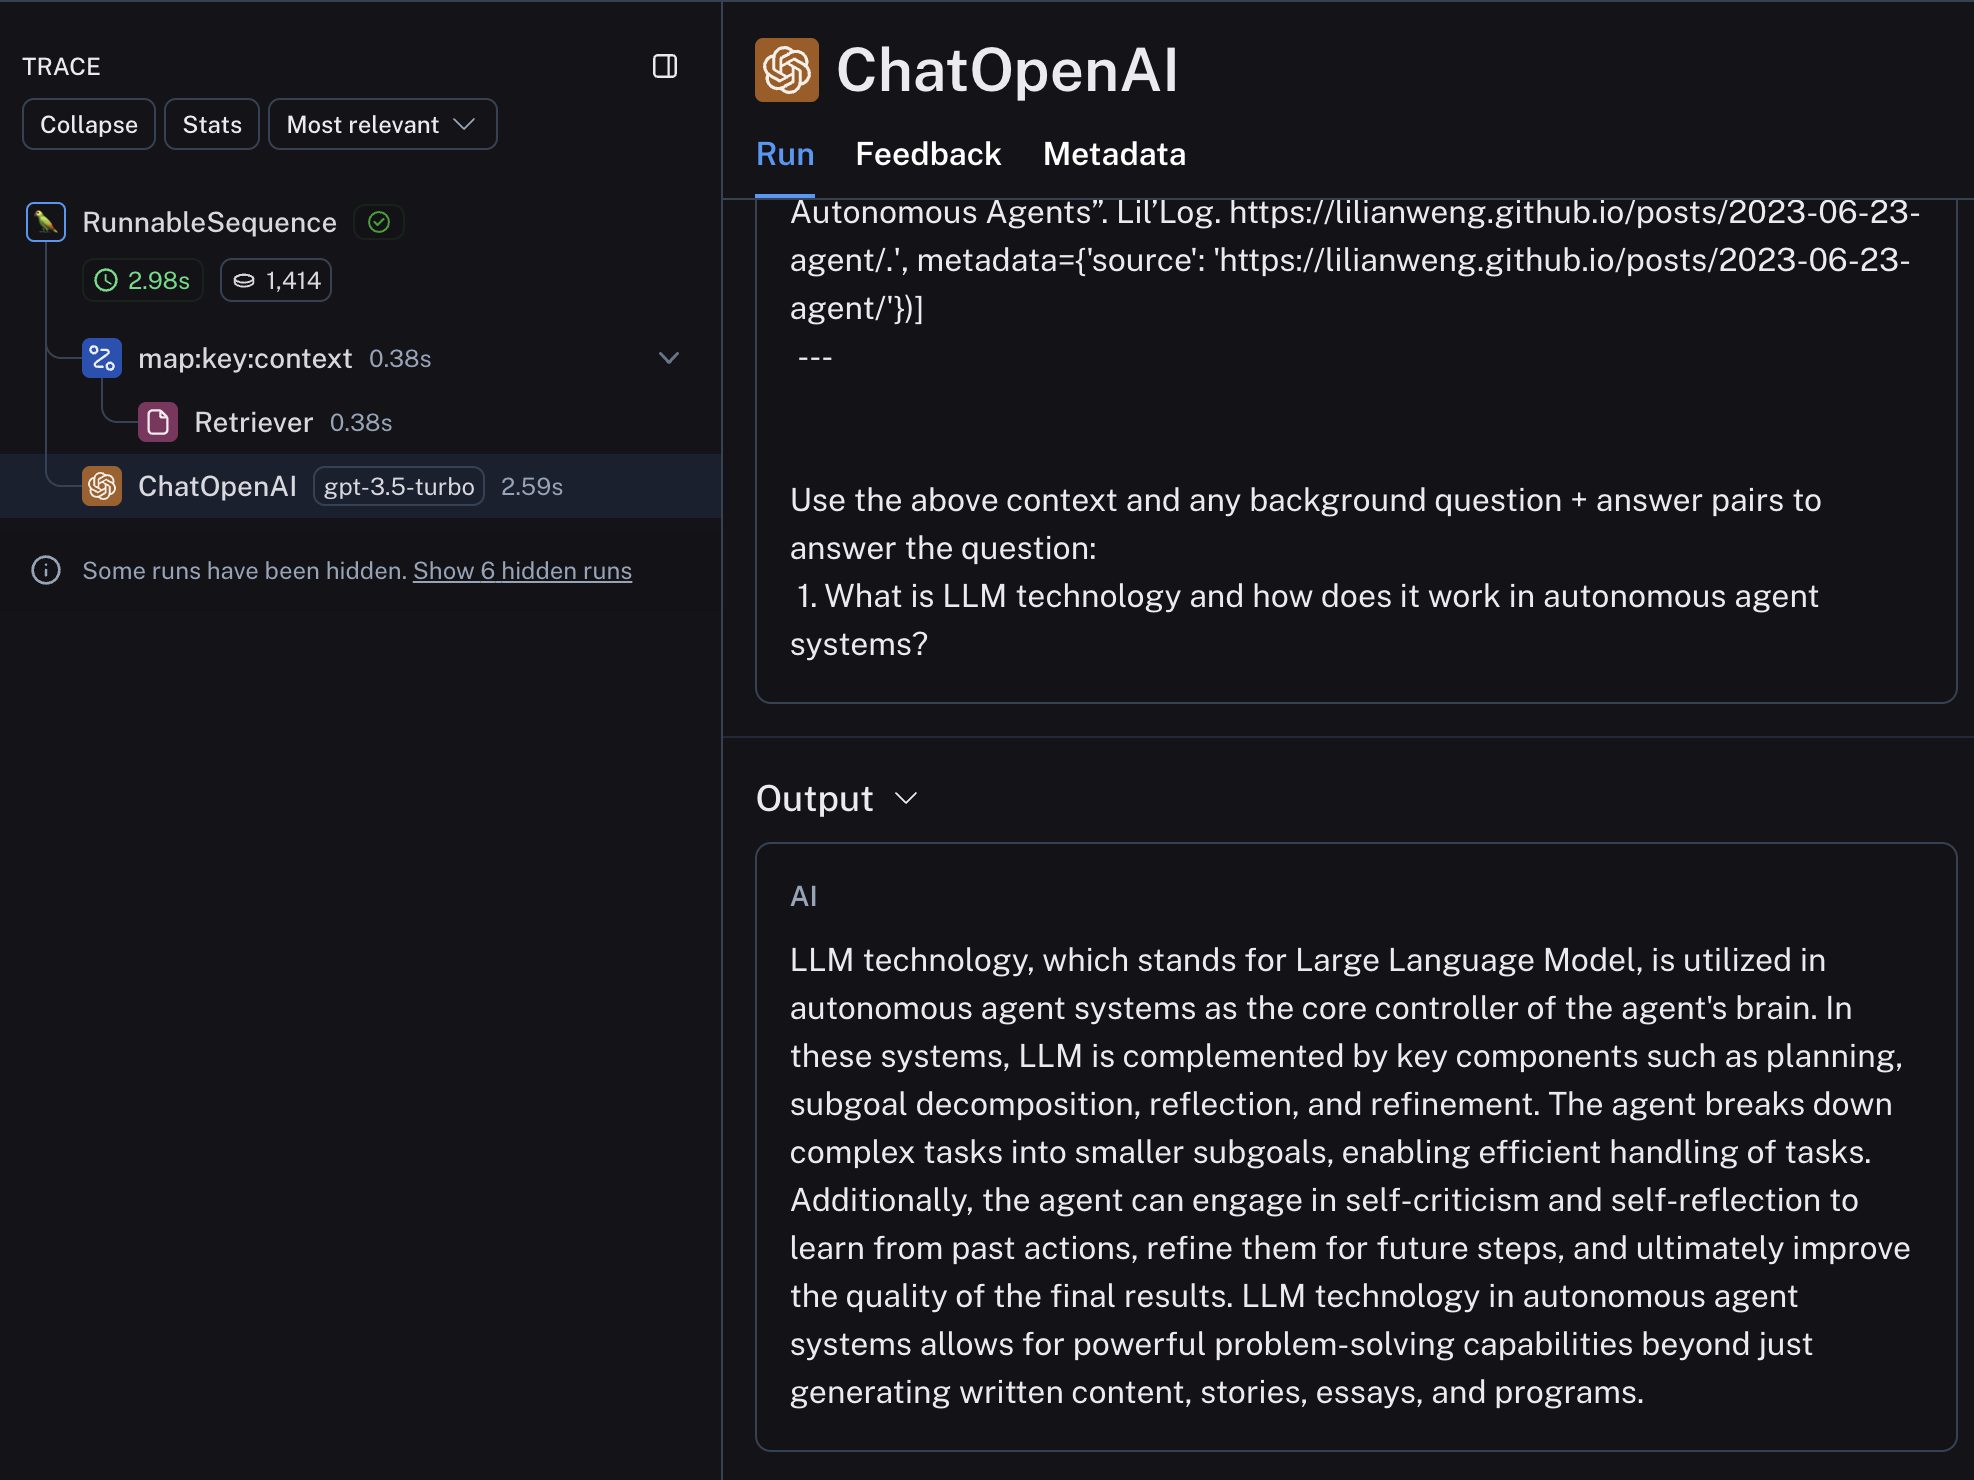 TRACE
Collapse
Stats
Most relevant
RunnableSequence
2.98s
1,414
map:key:context 0.38s
Retriever 0.38s
ChatOpenAI gpt-3.5-turbo 2.59s
Some runs have been hidden. Show 6 hidden runs
ChatOpenAI
Run Feedback Metadata
Autonomous Agents”. Lil’Log. https://lilianweng.github.io/posts/2023-06-23-
agent/.', metadata={'source': 'https://lilianweng.github.io/posts/2023-06-23-
agent/'})]
---
Use the above context and any background question + answer pairs to
answer the question:
1. What is LLM technology and how does it work in autonomous agent
systems?
Output
AI
LLM technology, which stands for Large Language Model, is utilized in
autonomous agent systems as the core controller of the agent's brain. In
these systems, LLM is complemented by key components such as planning,
subgoal decomposition, reflection, and refinement. The agent breaks down
complex tasks into smaller subgoals, enabling efficient handling of tasks.
Additionally, the agent can engage in self-criticism and self-reflection to
learn from past actions, refine them for future steps, and ultimately improve
the quality of the final results. LLM technology in autonomous agent
systems allows for powerful problem-solving capabilities beyond just
generating written content, stories, essays, and programs.